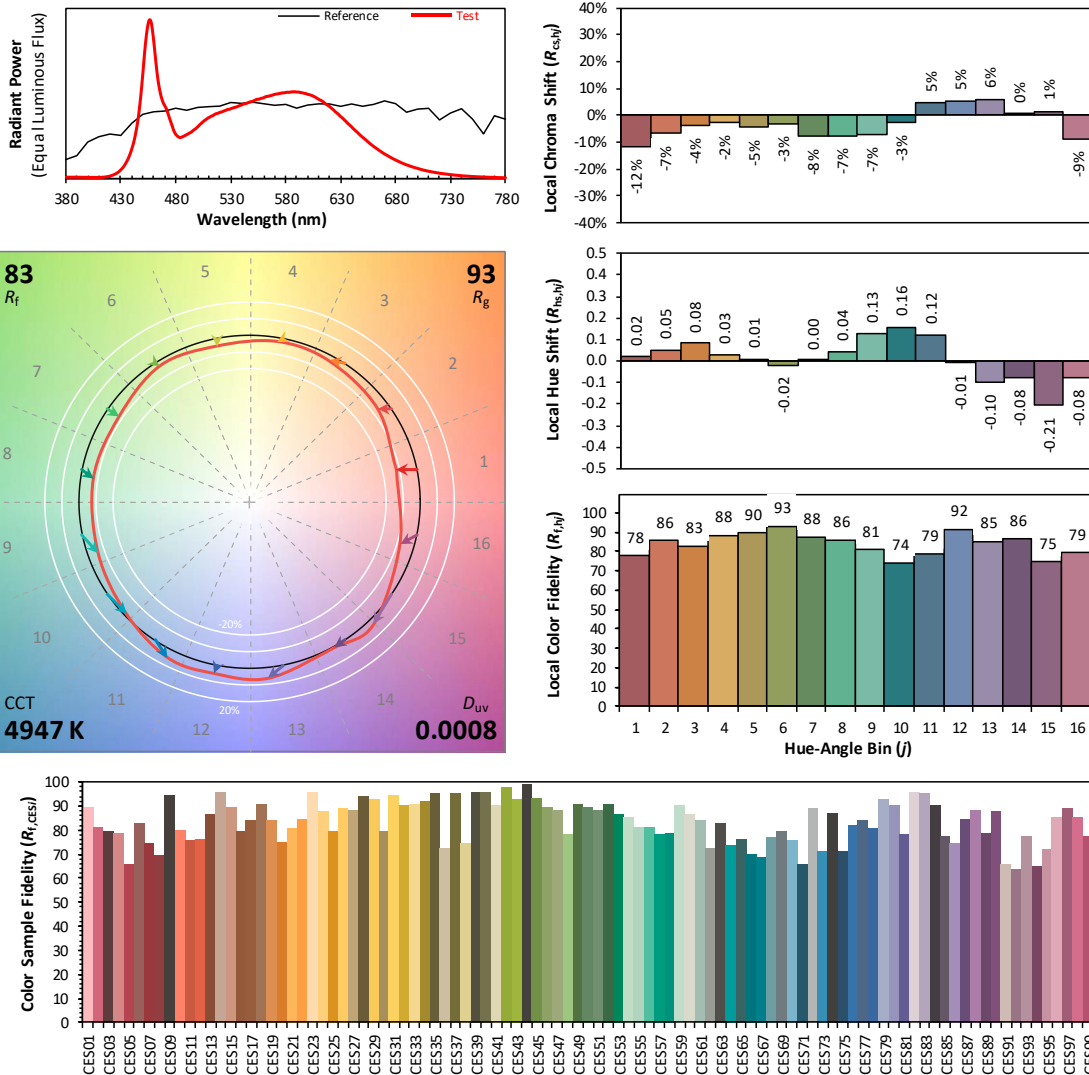 Radiant Power
(Equal Luminous Flux)
Reference
Test
380 430 480 530 580 630 680 730 780
Wavelength (nm)
Local Chroma Shift (Rcs,hj)
40%
30%
20%
10%
0%
-10%
-20%
-30%
-40%
-12% -7% -4% -2% -5% -3% -8% -7% -7% -3% 5% 5% 6% 0% 1% -9%
83
Rf
93
Rg
5 4
6 3
7 2
8 1
9 16
10 15
11 14
12 13
-20%
20%
CCT
4947 K
Duv
0.0008
Local Hue Shift (Rhs,hj)
0.5
0.4
0.3
0.2
0.1
0.0
-0.1
-0.2
-0.3
-0.4
-0.5
0.02 0.05 0.08 0.03 0.01 -0.02 0.00 0.04 0.13 0.16 0.12 -0.01 -0.10 -0.08 -0.21 -0.08
Local Color Fidelity (Rf,hj)
100
90
80
70
60
50
40
30
20
10
0
78 86 83 88 90 93 88 86 81 74 79 92 85 86 75 79
1 2 3 4 5 6 7 8 9 10 11 12 13 14 15 16
Hue-Angle Bin (j)
Color Sample Fidelity (Rf,CESi)
100
90
80
70
60
50
40
30
20
10
0
CES01 CES03 CES05 CES07 CES09 CES11 CES13 CES15 CES17 CES19 CES21 CES23 CES25 CES27 CES29 CES31 CES33 CES35 CES37 CES39 CES41 CES43 CES45 CES47 CES49 CES51 CES53 CES55 CES57 CES59 CES61 CES63 CES65 CES67 CES69 CES71 CES73 CES75 CES77 CES79 CES81 CES83 CES85 CES87 CES89 CES91 CES93 CES95 CES97 CES99